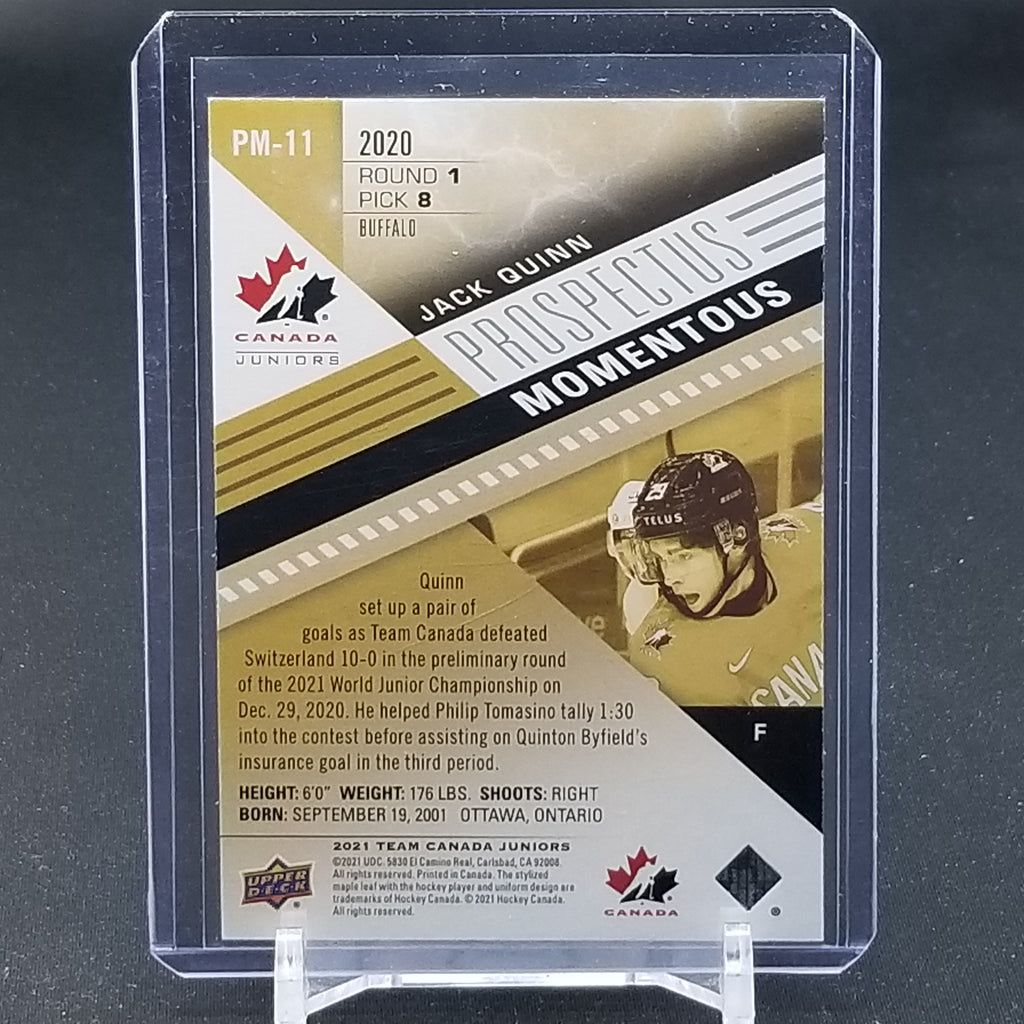 PM-11
2020
ROUND 1
PICK 8
BUFFALO
JACK QUINN
PROSPECTUS
MOMENTOUS
CANADA
JUNIORS
29
TELUS
CANA
F
Quinn
set up a pair of
goals as Team Canada defeated
Switzerland 10-0 in the preliminary round
of the 2021 World Junior Championship on
Dec. 29, 2020. He helped Philip Tomasino tally 1:30
into the contest before assisting on Quinton Byfield's
insurance goal in the third period.
HEIGHT: 6'0" WEIGHT: 176 LBS. SHOOTS: RIGHT
BORN: SEPTEMBER 19, 2001 OTTAWA, ONTARIO
2021 TEAM CANADA JUNIORS
©2021 UDC. 5830 El Camino Real, Carlsbad, CA 92008.
All rights reserved. Printed in Canada. The stylized
maple leaf with the hockey player and uniform design are
trademarks of Hockey Canada. © 2021 Hockey Canada.
All rights reserved.
UPPER
DECK
®
CANADA
®